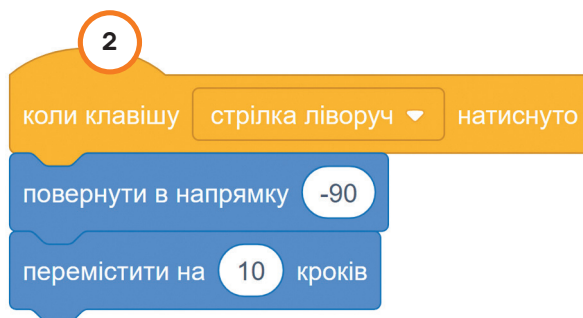 2
коли клавішу стрілка ліворуч натиснуто
повернути в напрямку -90
перемістити на 10 кроків